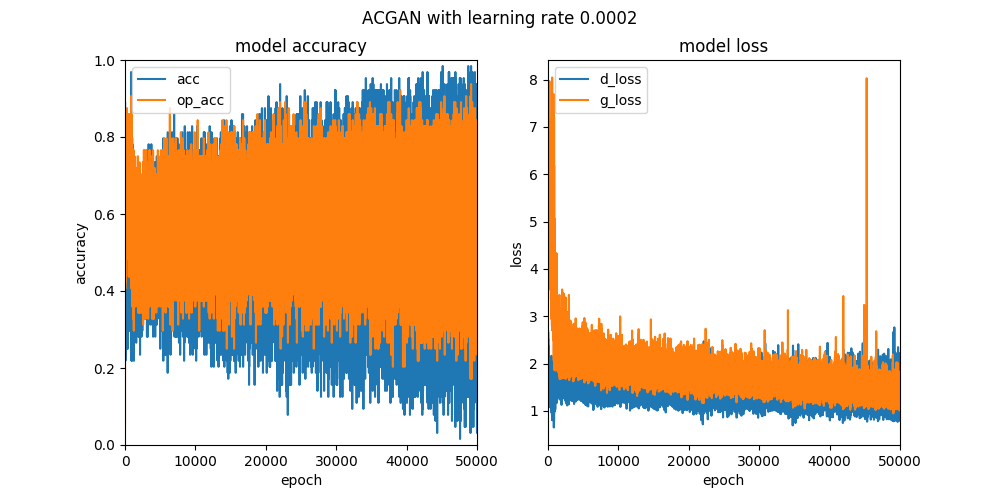 ACGAN with learning rate 0.0002
model accuracy
acc
op_acc
1.0
0.8
0.6
0.4
0.2
0.0
accuracy
0 10000 20000 30000 40000 50000
epoch
model loss
d_loss
g_loss
8
7
6
5
4
3
2
1
loss
0 10000 20000 30000 40000 50000
epoch